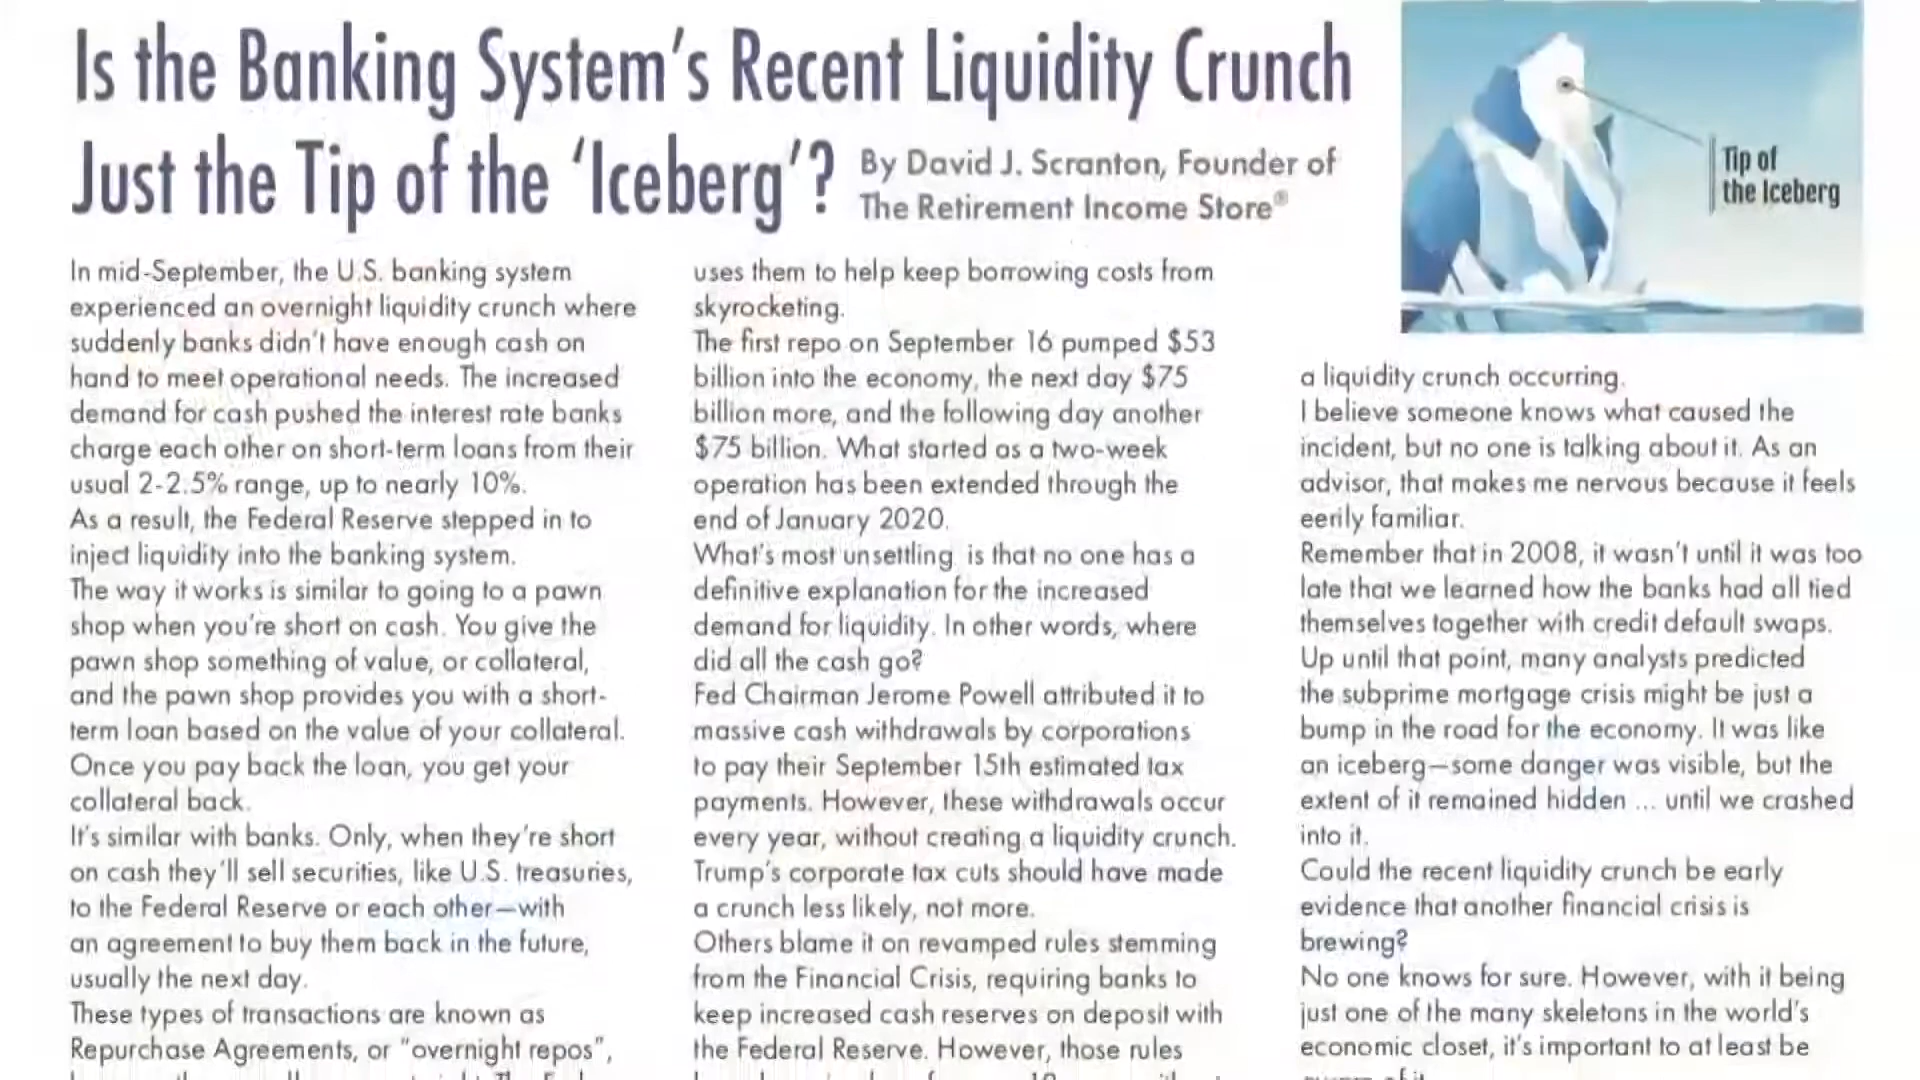 Is the Banking System's Recent Liquidity Crunch
Just the Tip of the 'Iceberg'?
By David J. Scranton, Founder of
The Retirement Income Store®
Tip of
the Iceberg
In mid-September, the U.S. banking system
experienced an overnight liquidity crunch where
suddenly banks didn't have enough cash on
hand to meet operational needs. The increased
demand for cash pushed the interest rate banks
charge each other on short-term loans from their
usual 2-2.5% range, up to nearly 10%.
As a result, the Federal Reserve stepped in to
inject liquidity into the banking system.
The way it works is similar to going to a pawn
shop when you're short on cash. You give the
pawn shop something of value, or collateral,
and the pawn shop provides you with a short-
term loan based on the value of your collateral.
Once you pay back the loan, you get your
collateral back.
It's similar with banks. Only, when they're short
on cash they'll sell securities, like U.S. treasuries,
to the Federal Reserve or each other—with
an agreement to buy them back in the future,
usually the next day.
These types of transactions are known as
Repurchase Agreements, or "overnight repos",
uses them to help keep borrowing costs from
skyrocketing.
The first repo on September 16 pumped $53
billion into the economy, the next day $75
billion more, and the following day another
$75 billion. What started as a two-week
operation has been extended through the
end of January 2020.
What's most unsettling is that no one has a
definitive explanation for the increased
demand for liquidity. In other words, where
did all the cash go?
Fed Chairman Jerome Powell attributed it to
massive cash withdrawals by corporations
to pay their September 15th estimated tax
payments. However, these withdrawals occur
every year, without creating a liquidity crunch.
Trump's corporate tax cuts should have made
a crunch less likely, not more.
Others blame it on revamped rules stemming
from the Financial Crisis, requiring banks to
keep increased cash reserves on deposit with
the Federal Reserve. However, those rules
a liquidity crunch occurring.
I believe someone knows what caused the
incident, but no one is talking about it. As an
advisor, that makes me nervous because it feels
eerily familiar.
Remember that in 2008, it wasn't until it was too
late that we learned how the banks had all tied
themselves together with credit default swaps.
Up until that point, many analysts predicted
the subprime mortgage crisis might be just a
bump in the road for the economy. It was like
an iceberg—some danger was visible, but the
extent of it remained hidden ... until we crashed
into it.
Could the recent liquidity crunch be early
evidence that another financial crisis is
brewing?
No one knows for sure. However, with it being
just one of the many skeletons in the world's
economic closet, it's important to at least be